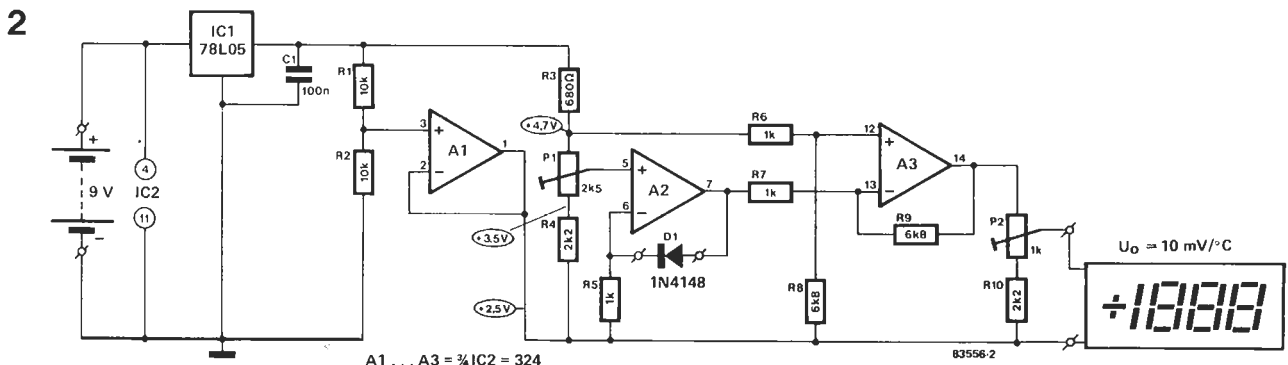 2
IC1
78L05
C1
100n
R1
10k
R2
10k
+
9 V
−
4
IC2
11
3
+
A1
1
2
−
R3
680Ω
+4,7V
P1
2k5
+3,5V
R4
2k2
+2,5V
5
+
A2
7
6
−
D1
1N4148
R5
1k
R6
1k
R7
1k
R8
6k8
12
+
A3
14
13
−
R9
6k8
P2
1k
R10
2k2
U₀ = 10 mV/°C
÷1888
83556-2
A1 . . . A3 = ¾ IC2 = 324